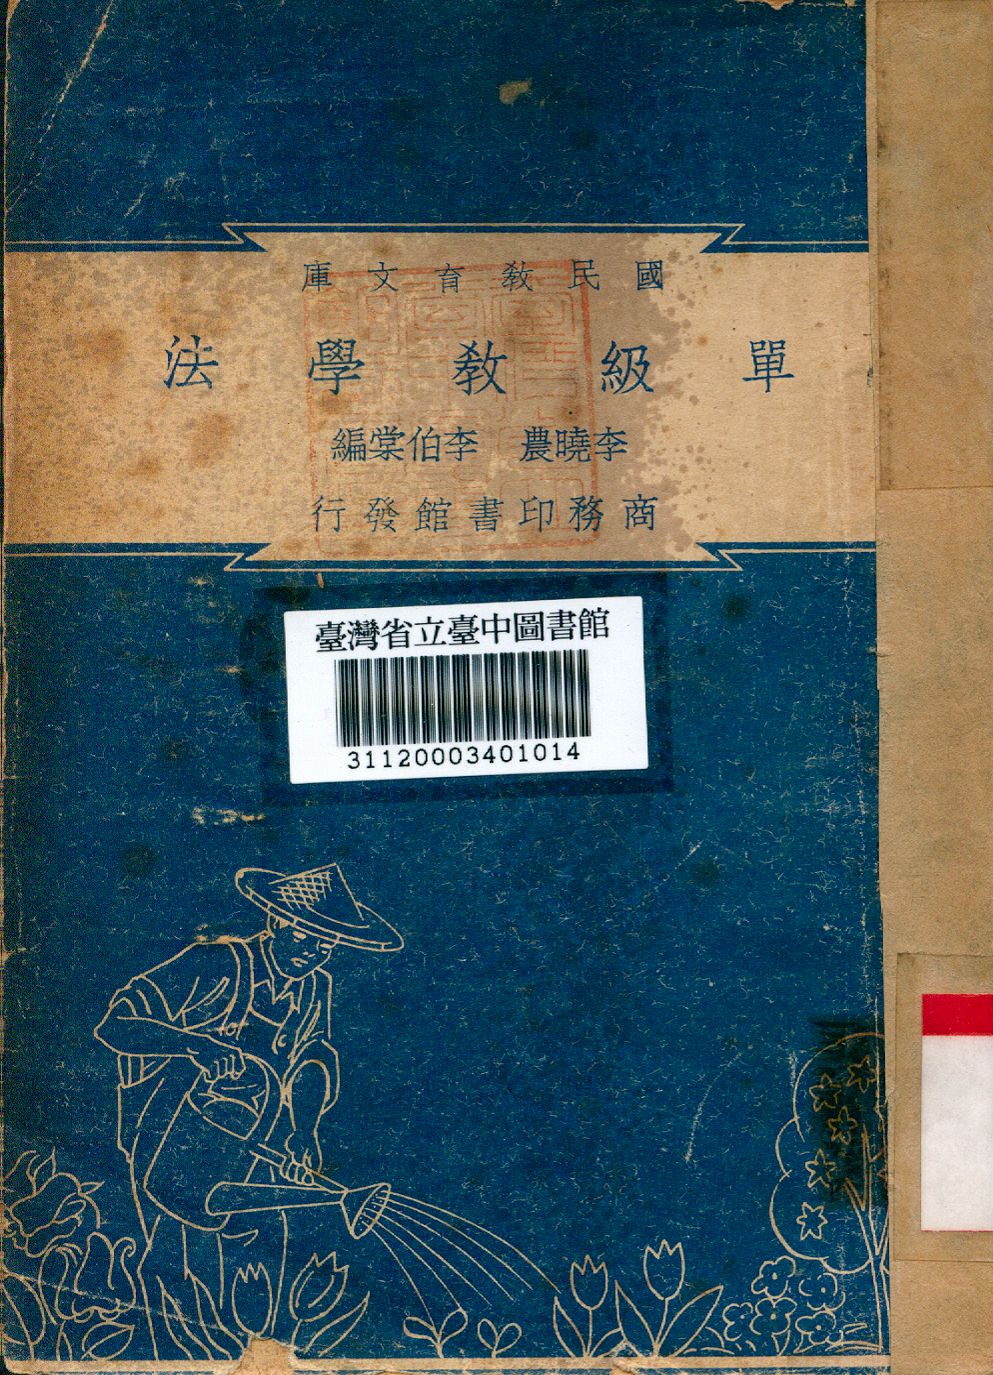 國民教育文庫
單級教學法
李曉農 李伯棠編
商務印書館發行
臺灣省立臺中圖書館
31120003401014